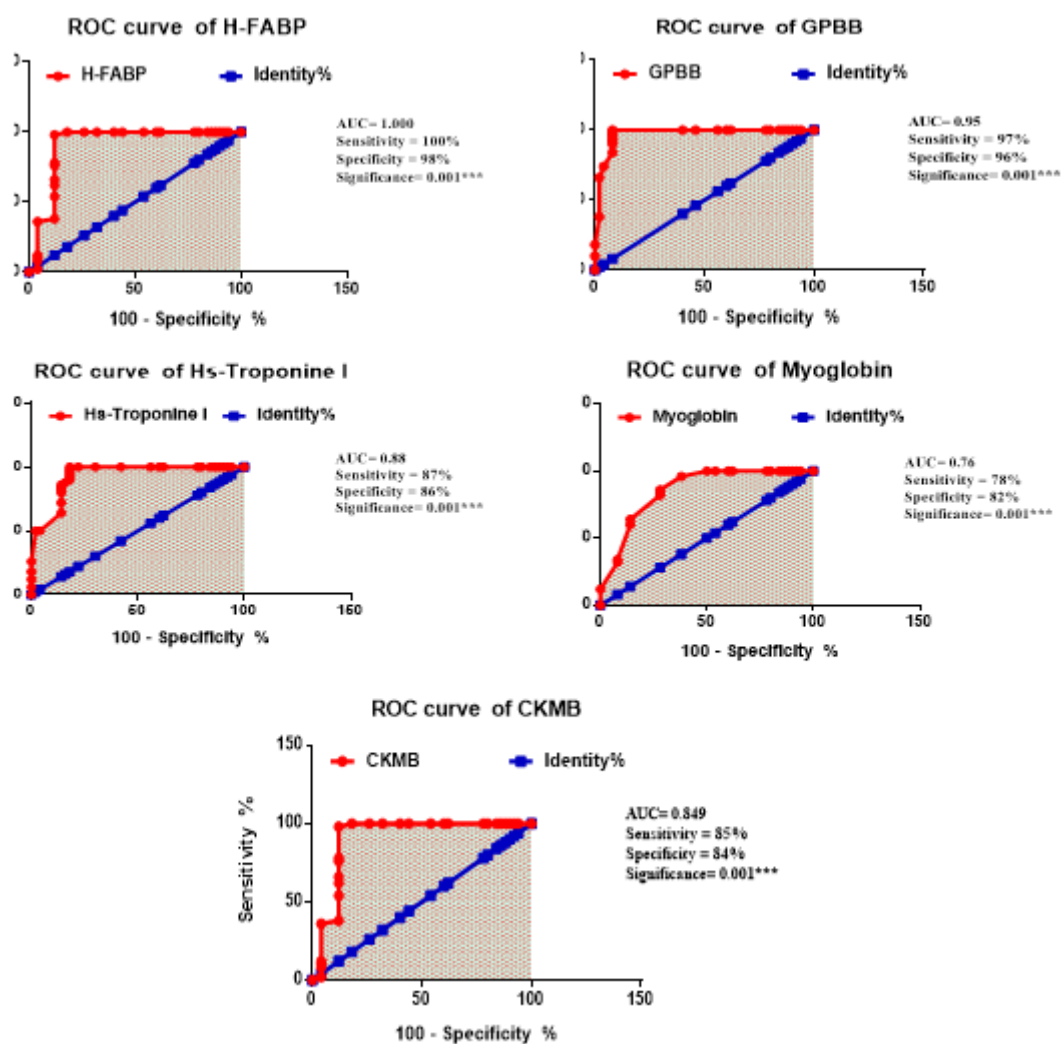 ROC curve of H-FABP
H-FABP Identity%
AUC= 1.000
Sensitivity = 100%
Specificity = 98%
Significance= 0.001***
0 50 100 150
100 - Specificity %
ROC curve of GPBB
GPBB Identity%
AUC= 0.95
Sensitivity = 97%
Specificity = 96%
Significance= 0.001***
0 50 100 150
100 - Specificity %
ROC curve of Hs-Troponine I
Hs-Troponine I Identity%
AUC= 0.88
Sensitivity = 87%
Specificity = 86%
Significance= 0.001***
0 50 100 150
100 - Specificity %
ROC curve of Myoglobin
Myoglobin Identity%
AUC= 0.76
Sensitivity = 78%
Specificity = 82%
Significance= 0.001***
0 50 100 150
100 - Specificity %
ROC curve of CKMB
150
CKMB Identity%
AUC= 0.849
100
Sensitivity = 85%
Specificity = 84%
Significance= 0.001***
Sensitivity %
50
0
0 50 100 150
100 - Specificity %